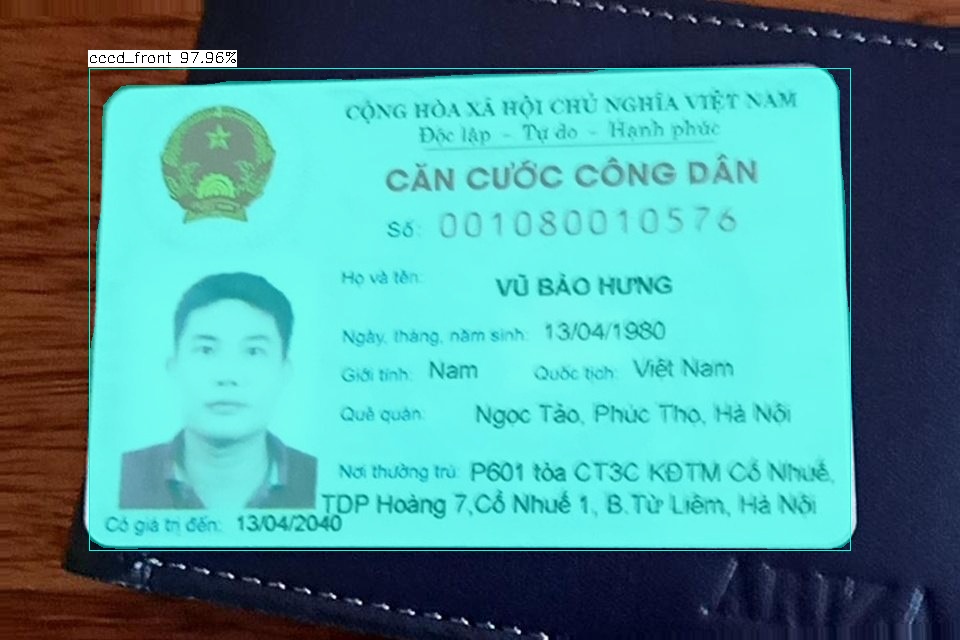 cccd_front 97.96%
CỘNG HÒA XÃ HỘI CHỦ NGHĨA VIỆT NAM
Độc lập - Tự do - Hạnh phúc
CĂN CƯỚC CÔNG DÂN
Số: 001080010576
Họ và tên: VŨ BẢO HƯNG
Ngày, tháng, năm sinh: 13/04/1980
Giới tính: Nam Quốc tịch: Việt Nam
Quê quán: Ngọc Tảo, Phúc Thọ, Hà Nội
Nơi thường trú: P601 tòa CT3C KĐTM Cổ Nhuế,
TDP Hoàng 7,Cổ Nhuế 1, B.Từ Liêm, Hà Nội
Có giá trị đến: 13/04/2040